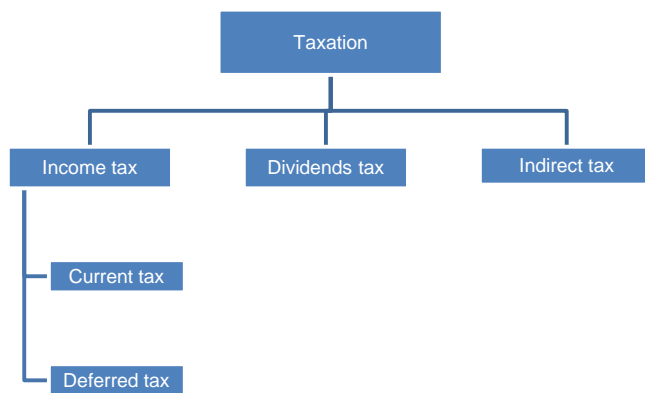 Taxation
Income tax
Dividends tax
Indirect tax
Current tax
Deferred tax